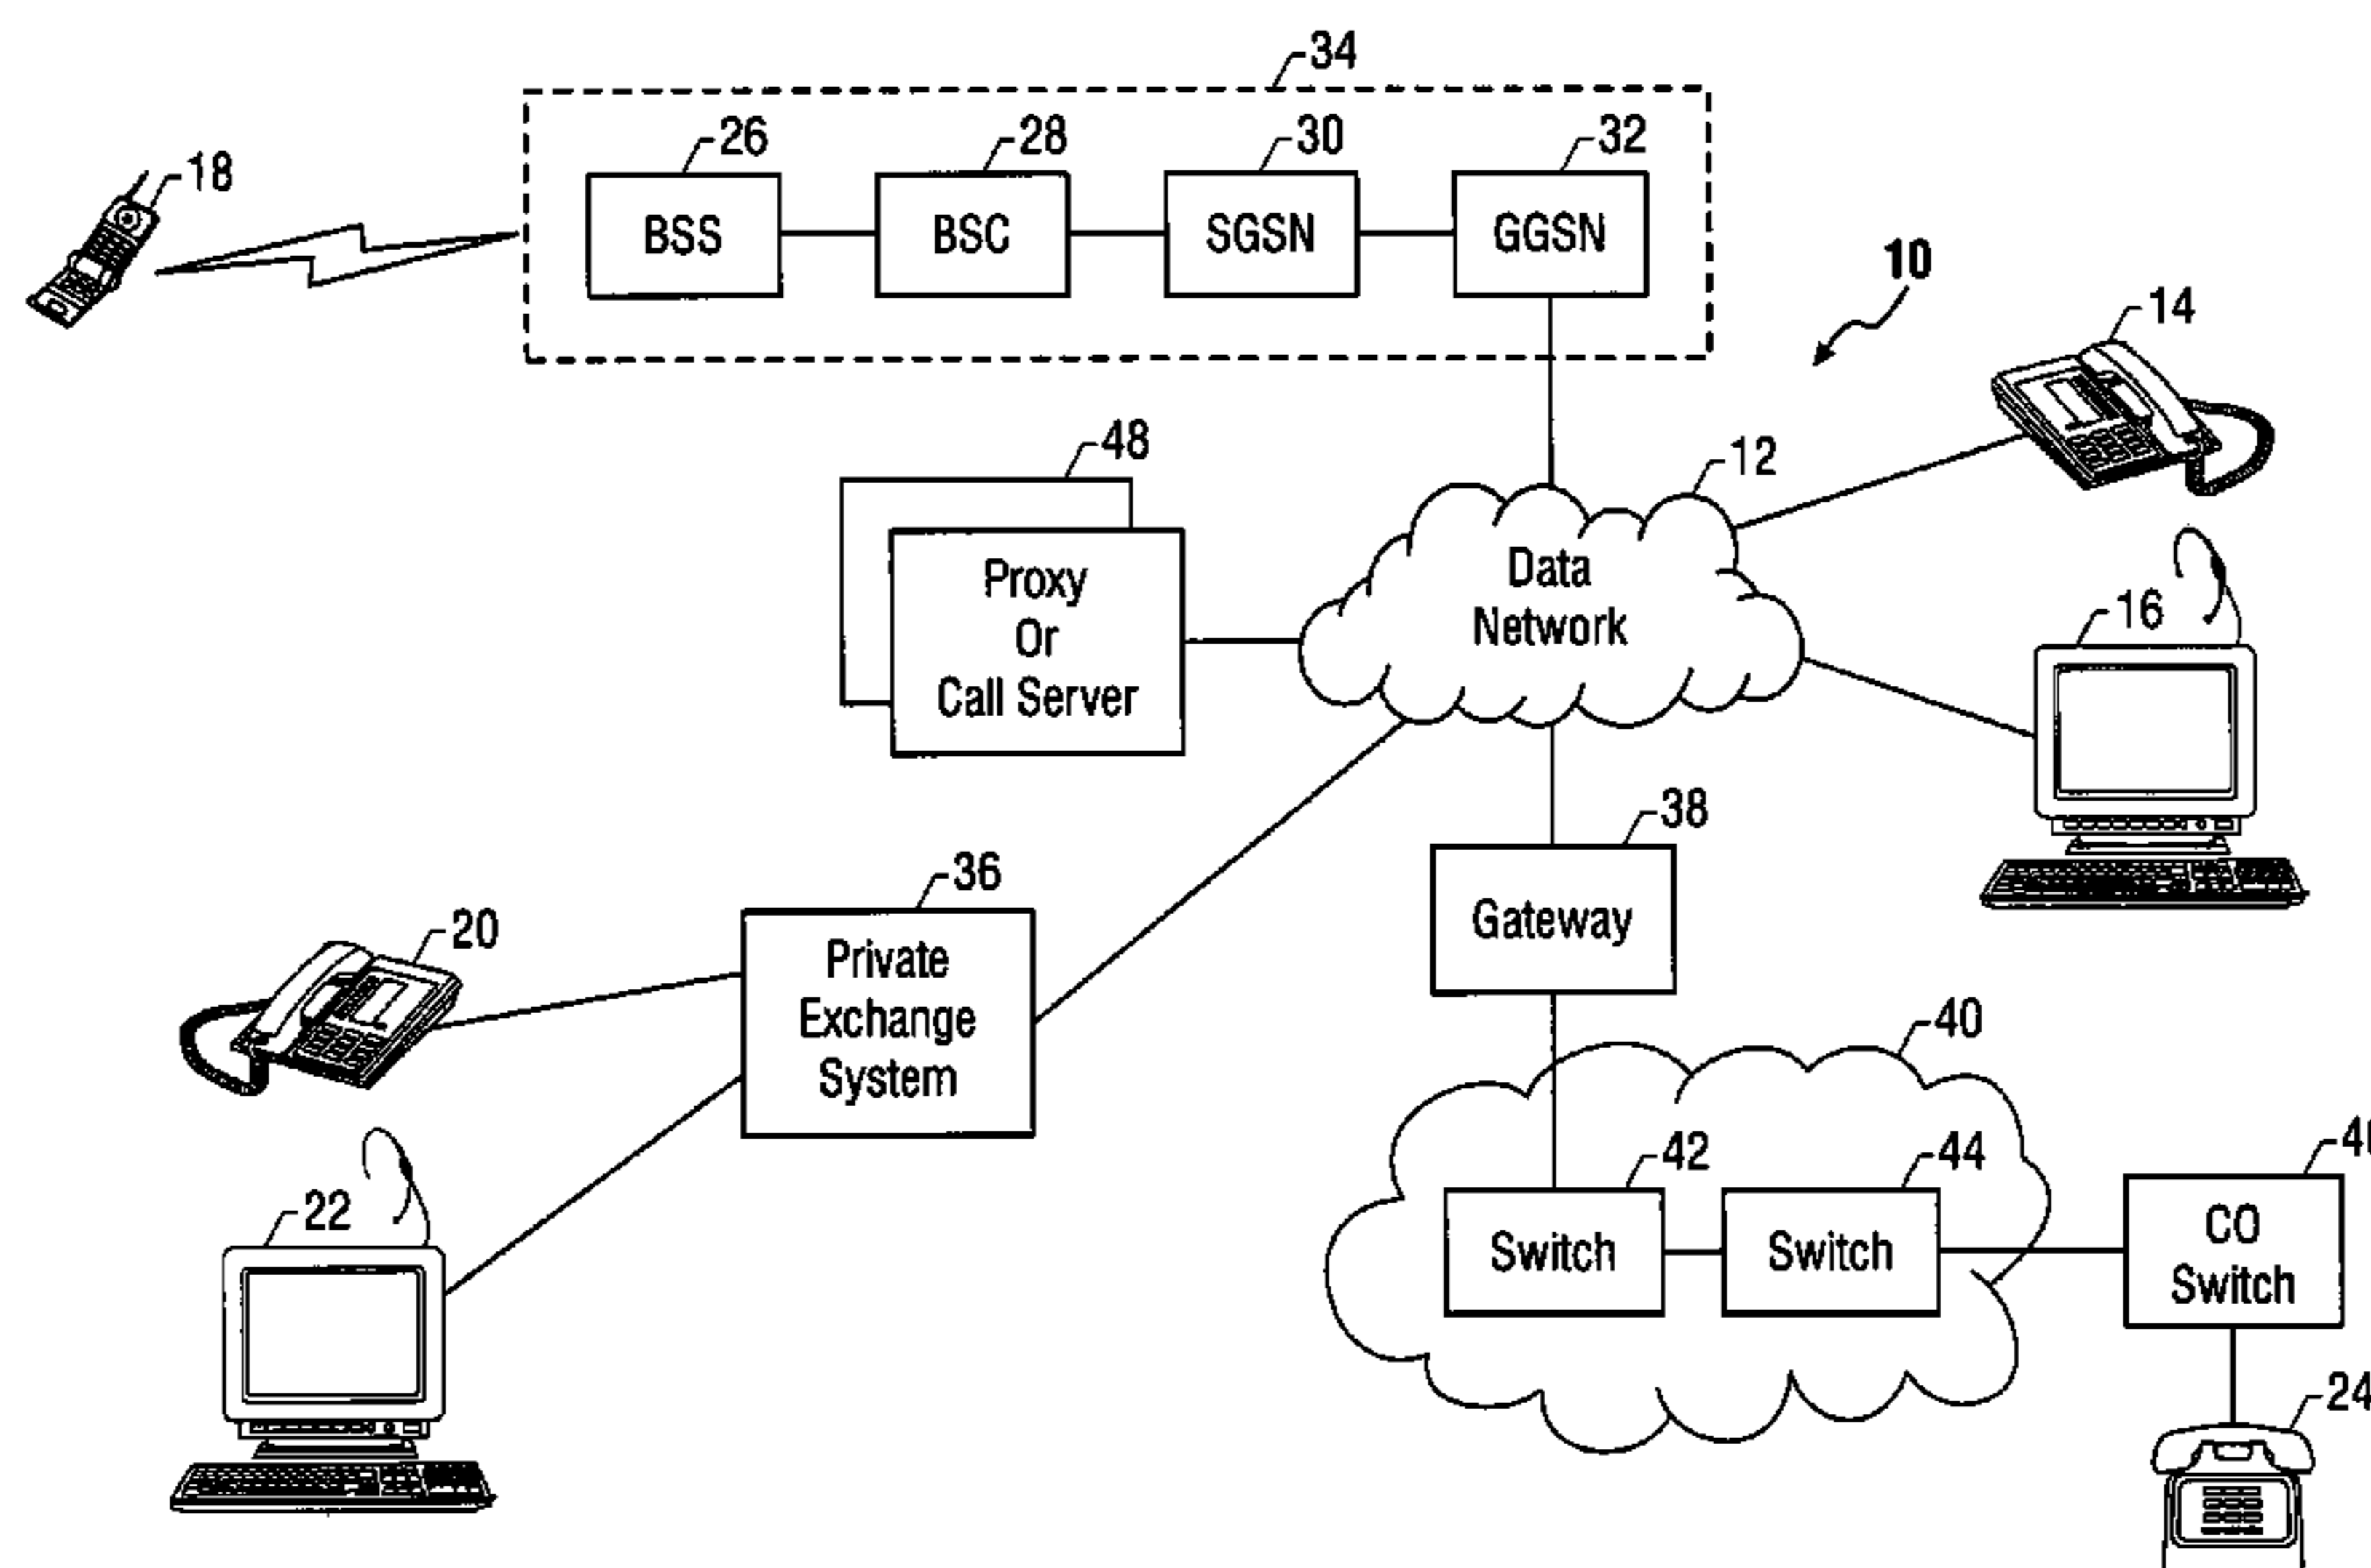 34
26
28
30
32
18
BSS
BSC
SGSN
GGSN
10
14
48
12
Proxy
Or
Call Server
Data
Network
16
38
36
Gateway
20
Private
Exchange
System
40
42
44
22
Switch
Switch
CO
Switch
24